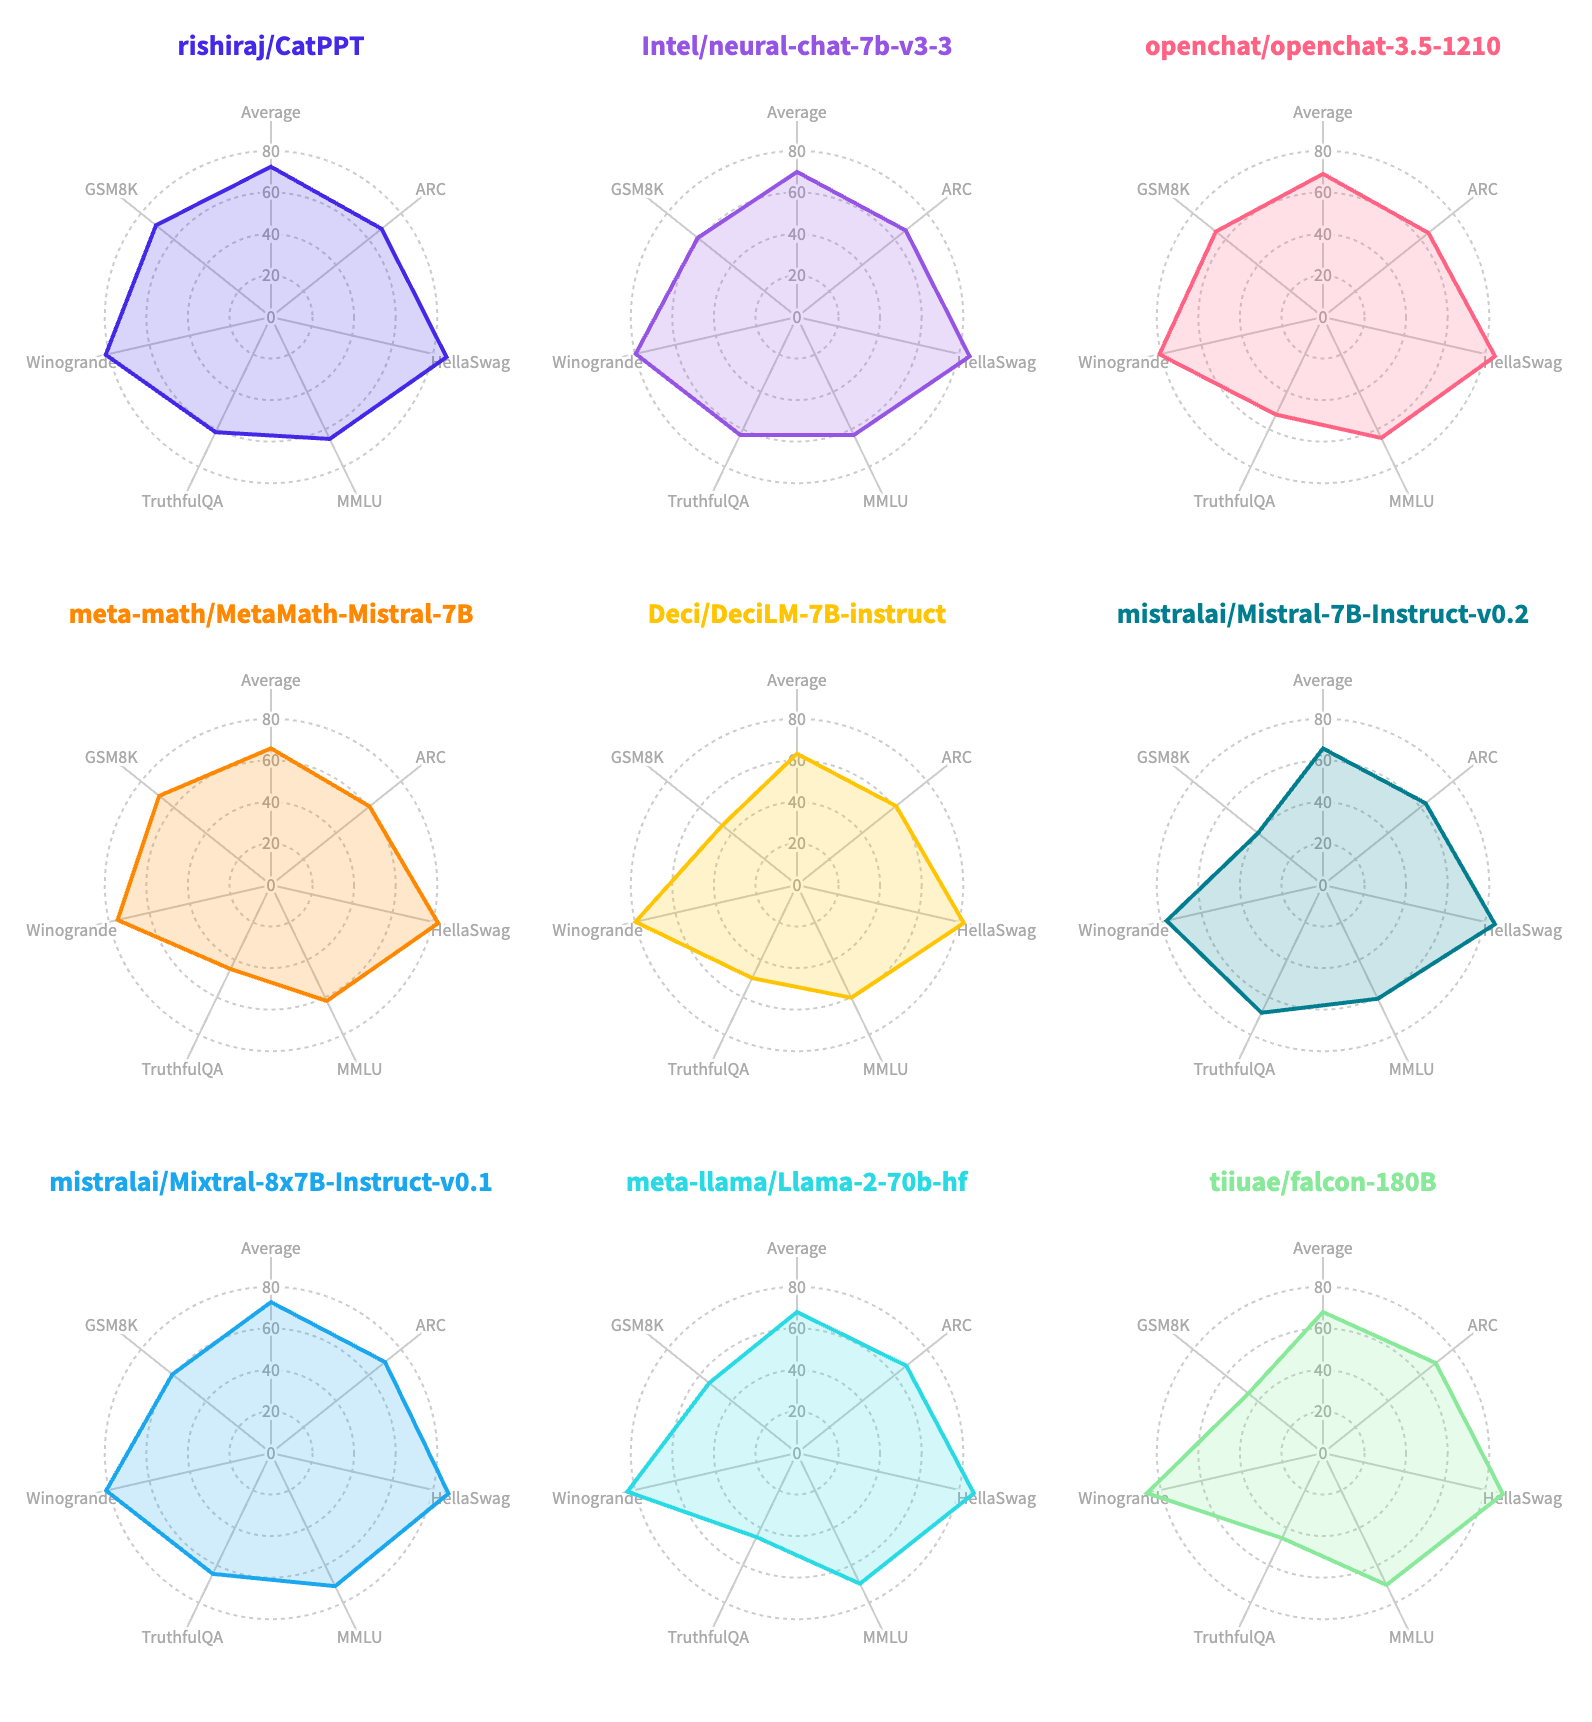 rishiraj/CatPPT
Average
80
60
40
20
0
GSM8K
ARC
Winogrande
HellaSwag
TruthfulQA
MMLU
Intel/neural-chat-7b-v3-3
Average
80
60
40
20
0
GSM8K
ARC
Winogrande
HellaSwag
TruthfulQA
MMLU
openchat/openchat-3.5-1210
Average
80
60
40
20
0
GSM8K
ARC
Winogrande
HellaSwag
TruthfulQA
MMLU
meta-math/MetaMath-Mistral-7B
Average
80
60
40
20
0
GSM8K
ARC
Winogrande
HellaSwag
TruthfulQA
MMLU
Deci/DeciLM-7B-instruct
Average
80
60
40
20
0
GSM8K
ARC
Winogrande
HellaSwag
TruthfulQA
MMLU
mistralai/Mistral-7B-Instruct-v0.2
Average
80
60
40
20
0
GSM8K
ARC
Winogrande
HellaSwag
TruthfulQA
MMLU
mistralai/Mixtral-8x7B-Instruct-v0.1
Average
80
60
40
20
0
GSM8K
ARC
Winogrande
HellaSwag
TruthfulQA
MMLU
meta-llama/Llama-2-70b-hf
Average
80
60
40
20
0
GSM8K
ARC
Winogrande
HellaSwag
TruthfulQA
MMLU
tiiuae/falcon-180B
Average
80
60
40
20
0
GSM8K
ARC
Winogrande
HellaSwag
TruthfulQA
MMLU